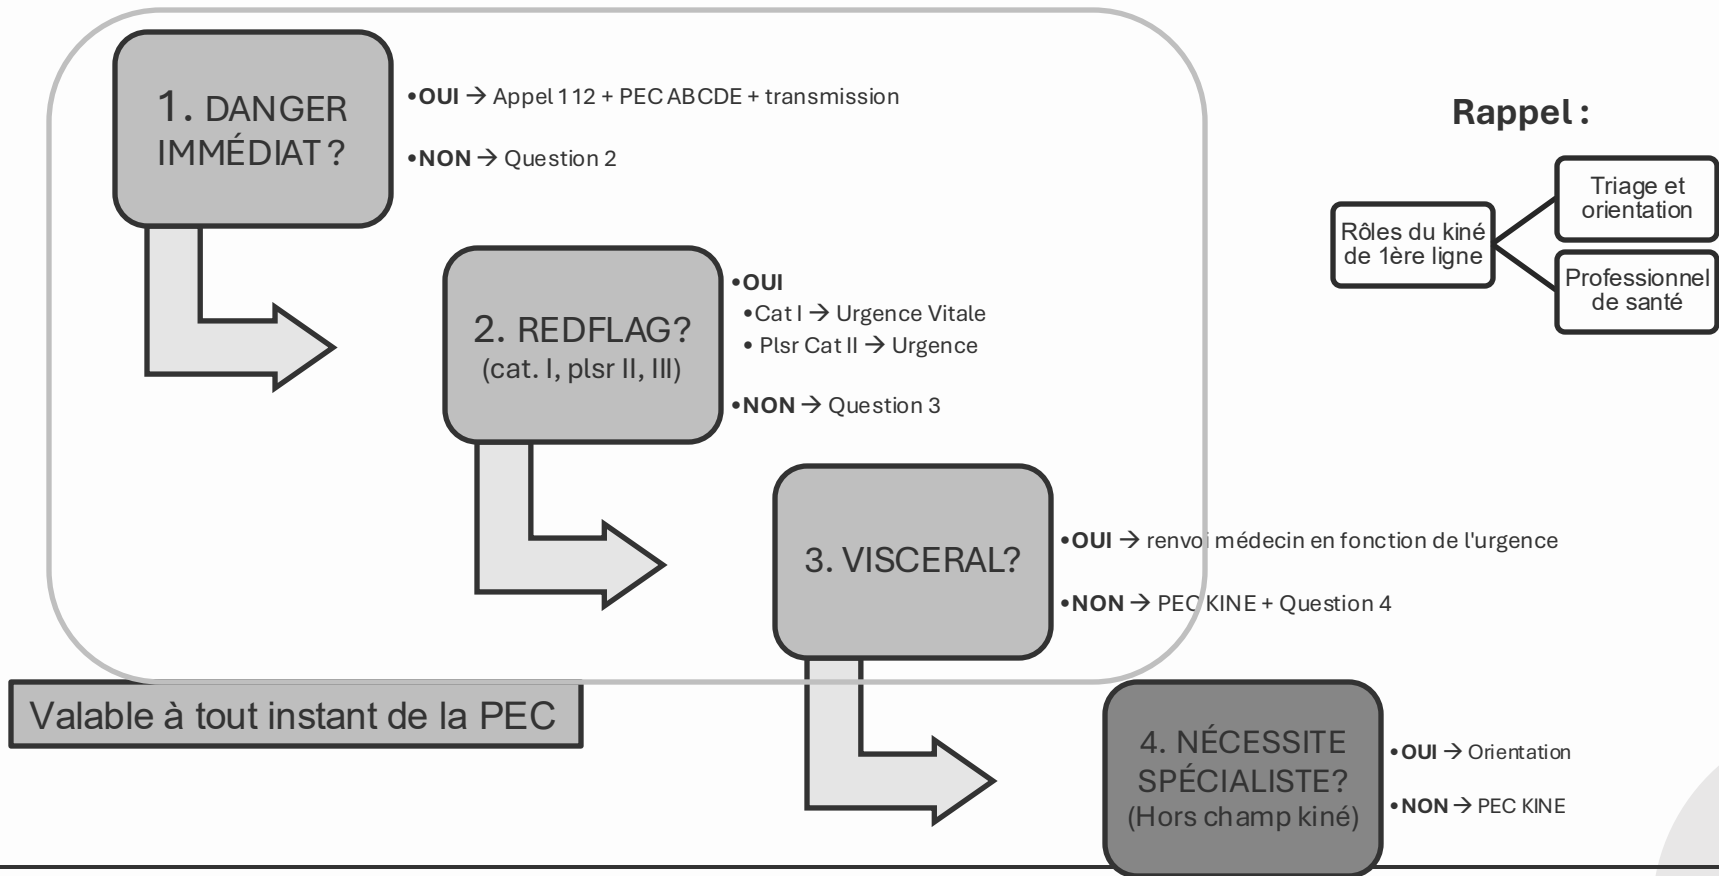 1. DANGER
IMMÉDIAT?
•OUI → Appel 112 + PEC ABCDE + transmission
•NON → Question 2
Rappel :
Rôles du kiné
de 1ère ligne
Triage et
orientation
Professionnel
de santé
2. REDFLAG?
(cat. I, plsr II, III)
•OUI
•Cat I → Urgence Vitale
• Plsr Cat II → Urgence
•NON → Question 3
3. VISCERAL?
•OUI → renvoi médecin en fonction de l'urgence
•NON → PEC KINE + Question 4
Valable à tout instant de la PEC
4. NÉCESSITE
SPÉCIALISTE?
(Hors champ kiné)
•OUI → Orientation
•NON → PEC KINE